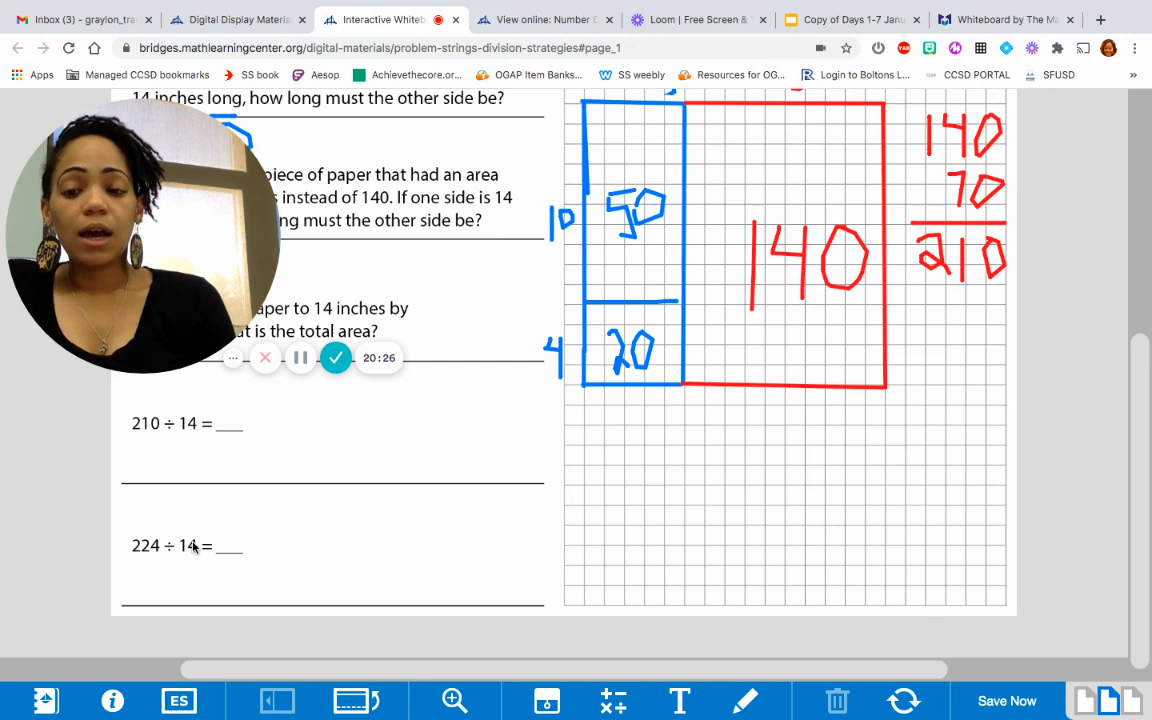 Inbox (3) - graylon_tra
Digital Display Materia
Interactive Whiteb
View online: Number C
Loom | Free Screen &
Copy of Days 1-7 Janu
Whiteboard by The Ma
bridges.mathlearningcenter.org/digital-materials/problem-strings-division-strategies#page_1
Apps
Managed CCSD bookmarks
SS book
Aesop
Achievethecore.org...
OGAP Item Banks...
SS weekly
Resources for OG...
Login to Boltons L...
CCSD PORTAL
SFUSD
»
14 inches long, how long must the other side be?
piece of paper that had an area
s instead of 140. If one side is 14
ng must the other side be?
aper to 14 inches by
at is the total area?
20:26
210 ÷ 14 = ___
224 ÷ 14 = ___
10
50
4
20
140
140
70
210
ES
T
Save Now